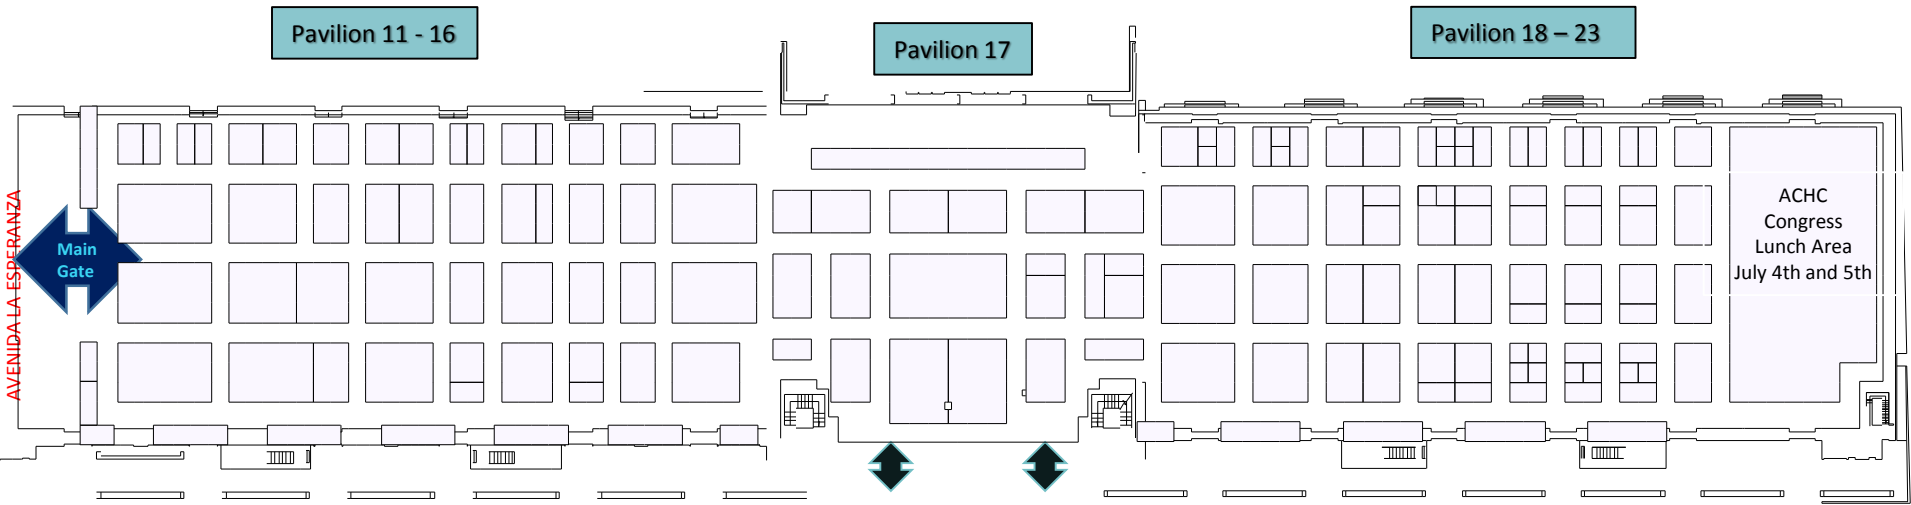 Pavilion 11 - 16
Pavilion 17
Pavilion 18 – 23
AVENIDA LA ESPERANZA
Main
Gate
ACHC
Congress
Lunch Area
July 4th and 5th